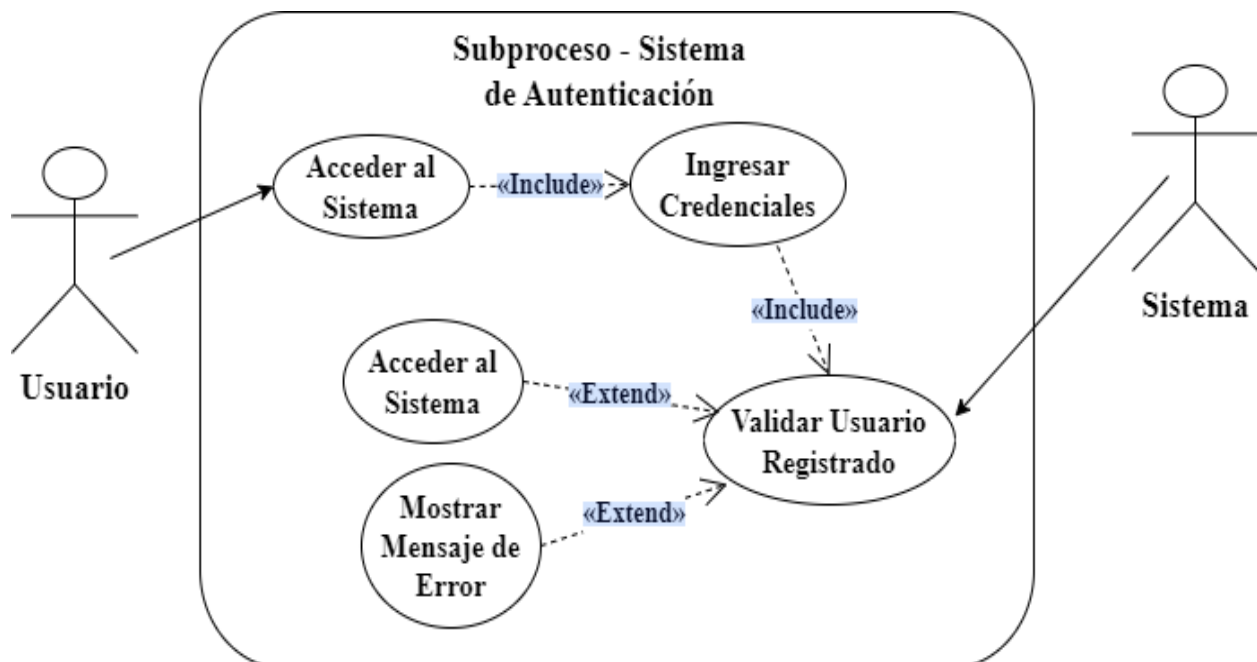 Subproceso - Sistema
de Autenticación
Acceder al
Sistema
«Include»
Ingresar
Credenciales
Usuario
Sistema
«Include»
Acceder al
Sistema
«Extend»
Validar Usuario
Registrado
Mostrar
Mensaje de
Error
«Extend»